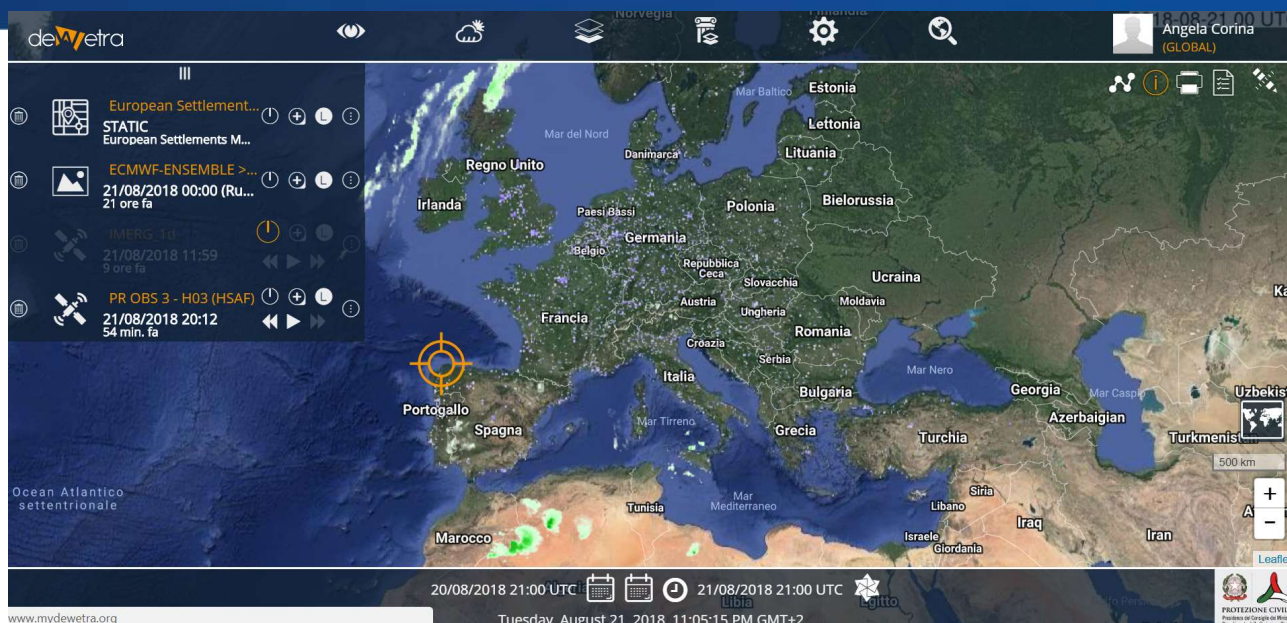 Norvegia
Finlandia
2018-08-21 00 UT
dewetra
Angela Corina
(GLOBAL)
European Settlement...
STATIC
European Settlements M...
L
ECMWF-ENSEMBLE >...
21/08/2018 00:00 (Ru...
21 ore fa
L
IMERG_1d
21/08/2018 11:59
9 ore fa
L
PR OBS 3 - H03 (HSAF)
21/08/2018 20:12
54 min. fa
L
Mar Baltico
Estonia
Lettonia
Mar del Nord
Danimarca
Lituania
Regno Unito
Irlanda
Paesi Bassi
Polonia
Bielorussia
Germania
Belgio
Repubblica
Ceca
Slovacchia
Ucraina
Ka
Austria
Ungheria
Moldavia
Francia
Romania
Croazia
Serbia
Mar Nero
Italia
Bulgaria
Georgia
Mar Caspio
Uzbekis
Portogallo
Azerbaigian
Spagna
Mar Tirreno
Grecia
Turchia
Turkmenis
500 km
Ocean Atlantico
settentrionale
Mar
Mediterraneo
Siria
Tunisia
Libano
+
Marocco
Iraq
Iran
−
Israele
Giordania
Leafle
20/08/2018 21:00 UTC
21/08/2018 21:00 UTC
Libia
Egitto
www.mydewetra.org
Tuesday, August 21, 2018, 11:05:15 PM GMT+2
PROTEZIONE CIVIL